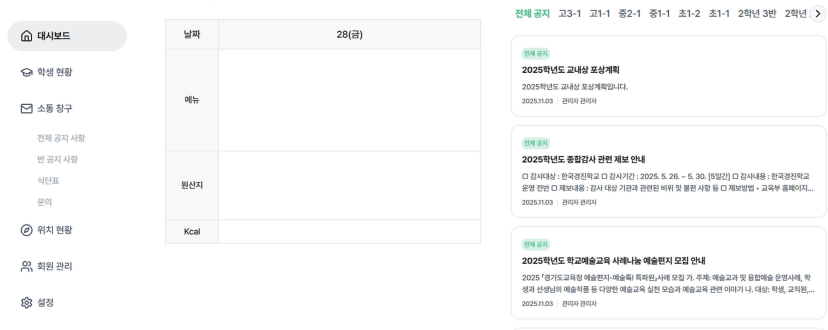 대시보드
학생 현황
소통 창구
전체 공지 사항
반 공지 사항
식단표
문의
위치 현황
회원 관리
설정
날짜 28(금)
메뉴
원산지
Kcal
전체 공지 고3-1 고1-1 중2-1 중1-1 초1-2 초1-1 2학년 3반 2학년
전체 공지
2025학년도 교내상 포상계획
2025학년도 교내상 포상계획입니다.
2025.11.03 관리자 관리자
전체 공지
2025학년도 종합감사 관련 제보 안내
□ 감사대상 : 한국경진학교 □ 감사기간 : 2025. 5. 26. ~ 5. 30. [5일간] □ 감사내용 : 한국경진학교
운영 전반 □ 제보내용 : 감사 대상 기관과 관련된 비위 및 불편 사항 등 □ 제보방법 • 교육부 홈페이지...
2025.11.03 관리자 관리자
전체 공지
2025학년도 학교예술교육 사례나눔 예술편지 모집 안내
2025 「경기도교육청 예술편지-예술톡! 특파원」사례 모집 가. 주제: 예술교과 및 융합예술 운영사례, 학
생과 선생님의 예술작품 등 다양한 예술교육 실천 모습과 예술교육 관련 이야기 나. 대상: 학생, 교직원,...
2025.11.03 관리자 관리자